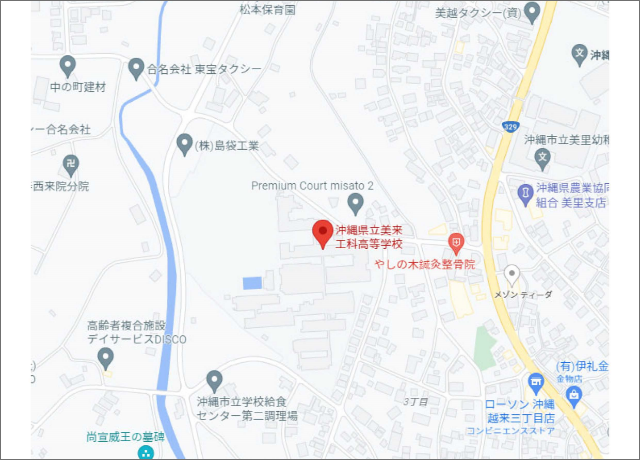 松本保育園
美越タクシー(資)
沖縄
合名会社 東宝タクシー
中の町建材
329
シー合名会社
(株)島袋工業
沖縄市立美里幼稚
西来院分院
Premium Court misato 2
沖縄県農業協同
組合 美里支店
沖縄県立美来
工科高等学校
やしの木誠灸整骨院
メゾン ティーダ
高齢者複合施設
デイサービスDISCO
(有)伊礼金
金物店
沖縄市立学校給食
センター第二調理場
3丁目
ローソン 沖縄
越来三丁目店
コンビニエンスストア
尚宣威王の墓碑